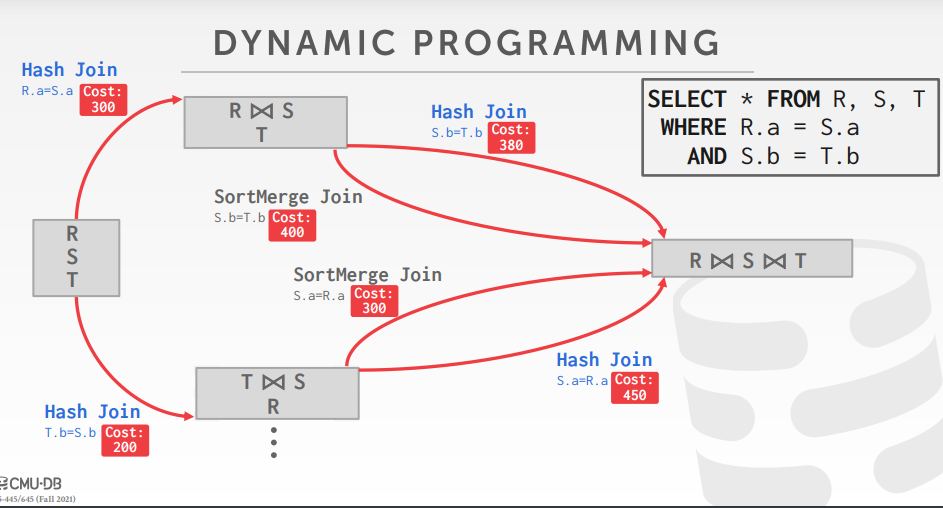 DYNAMIC PROGRAMMING
Hash Join
R.a=S.a
Cost:
300
R ⋈ S
T
Hash Join
S.b=T.b
Cost:
380
SELECT * FROM R, S, T
WHERE R.a = S.a
AND S.b = T.b
SortMerge Join
S.b=T.b
Cost:
400
R
S
T
R ⋈ S ⋈ T
SortMerge Join
S.a=R.a
Cost:
300
Hash Join
S.a=R.a
Cost:
450
T ⋈ S
R
Hash Join
T.b=S.b
Cost:
200
CMU·DB
5-445/645 (Fall 2021)